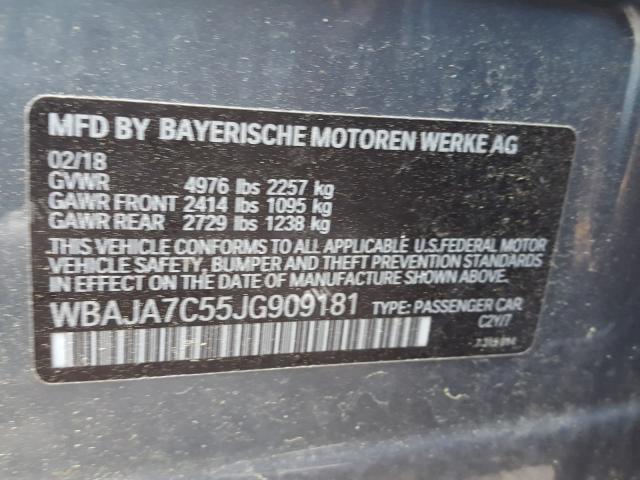 MFD BY BAYERISCHE MOTOREN WERKE AG
02/18
GVWR 4976 lbs 2257 kg
GAWR FRONT 2414 lbs 1095 kg
GAWR REAR 2729 lbs 1238 kg
THIS VEHICLE CONFORMS TO ALL APPLICABLE U.S.FEDERAL MOTOR
VEHICLE SAFETY, BUMPER, AND THEFT PREVENTION STANDARDS
IN EFFECT ON THE DATE OF MANUFACTURE SHOWN ABOVE.
WBAJA7C55JG909181 TYPE: PASSENGER CAR
C2Y/7